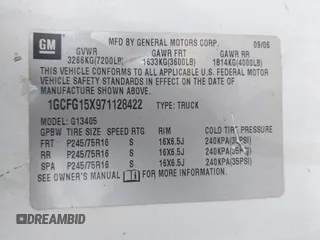 GM MFD BY GENERAL MOTORS CORP. 09/06
GVWR GAWR FRT GAWR RR
3266KG(7200LB) 1633KG(3600LB) 1814KG(4000LB)
THIS VEHICLE CONFORMS TO ALL APPLICABLE U.S. FEDERAL
MOTOR VEHICLE SAFETY STANDARDS IN EFFECT ON THE DATE OF
MANUFACTURE SHOWN ABOVE.
1GCFG15X971128422 TYPE: TRUCK
MODEL: G13405
GPBW TIRE SIZE SPEED RTG RIM COLD TIRE PRESSURE
FRT P245/75R16 S 16X6.5J 240KPA(35PSI)
RR P245/75R16 S 16X6.5J 240KPA(35PSI)
SPA P245/75R16 S 16X6.5J 240KPA(35PSI)
SEE OWNER'S MANUAL FOR MORE INFORMATION.
DREAMBID